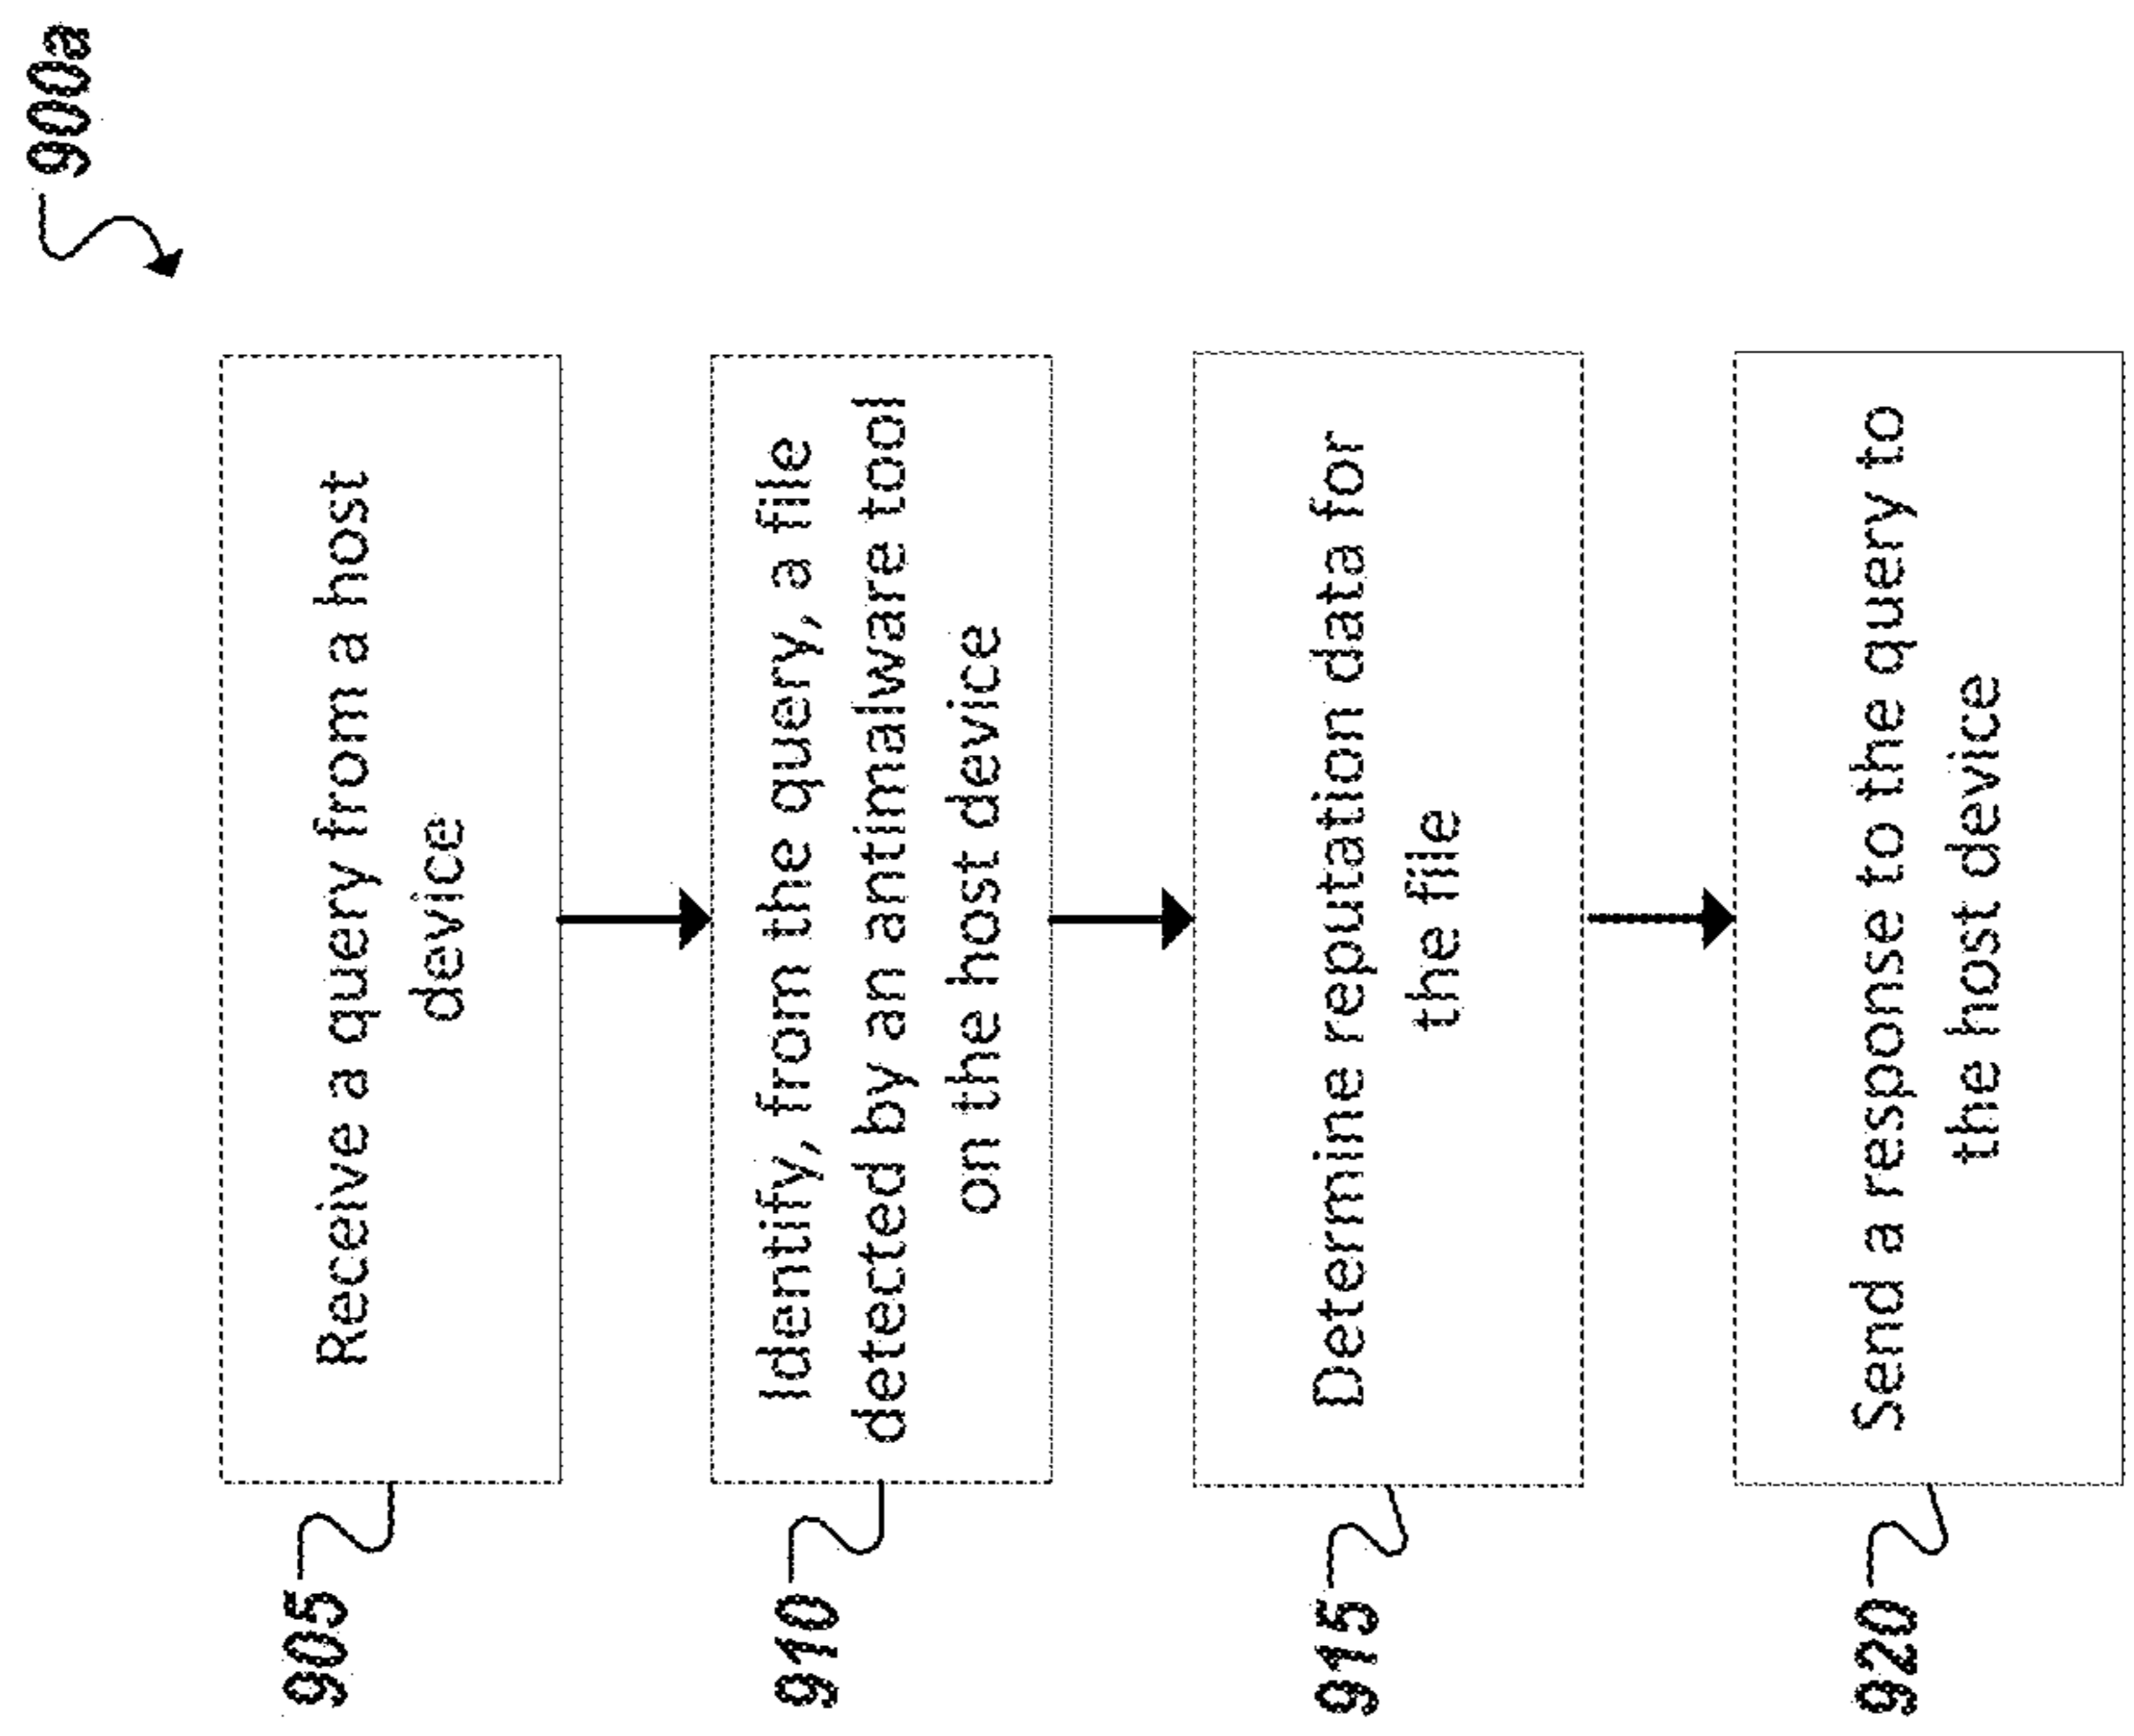 900a
905
Receive a query from a host
device
910
Identify, from the query, a file
detected by an antimalware tool
on the host device
915
Determine reputation data for
the file
920
Send a response to the query to
the host device